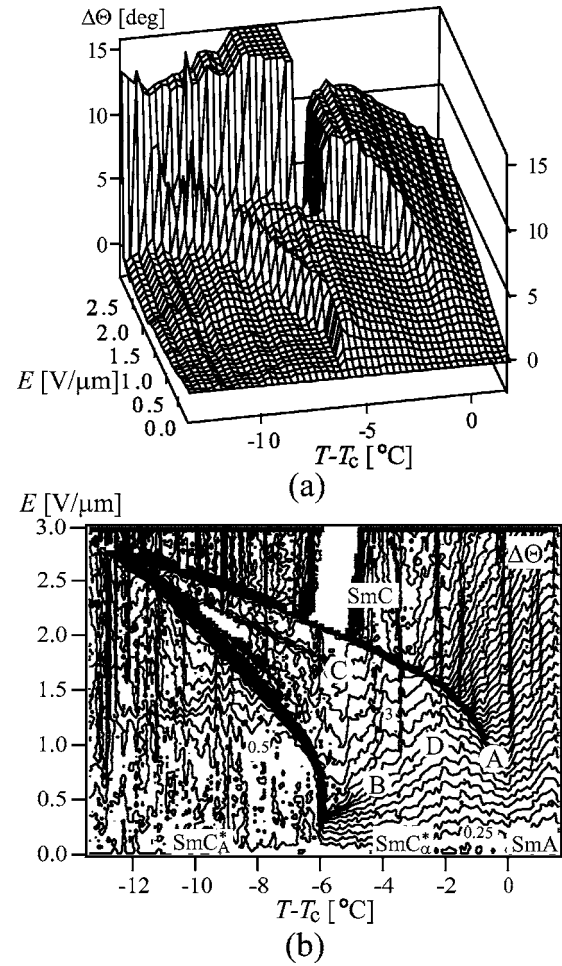 ΔΘ [deg]
15
10
5
0
15
10
5
0
2.5
2.0
1.5
E [V/μm] 1.0
0.5
0.0
-10
-5
0
T-Tc [°C]
(a)
E [V/μm]
3.0
2.5
2.0
1.5
1.0
0.5
0.0
ΔΘ
SmC
C
3
0.5
D
A
B
SmC*A
SmC*α
0.25
SmA
-12
-10
-8
-6
-4
-2
0
T-Tc [°C]
(b)